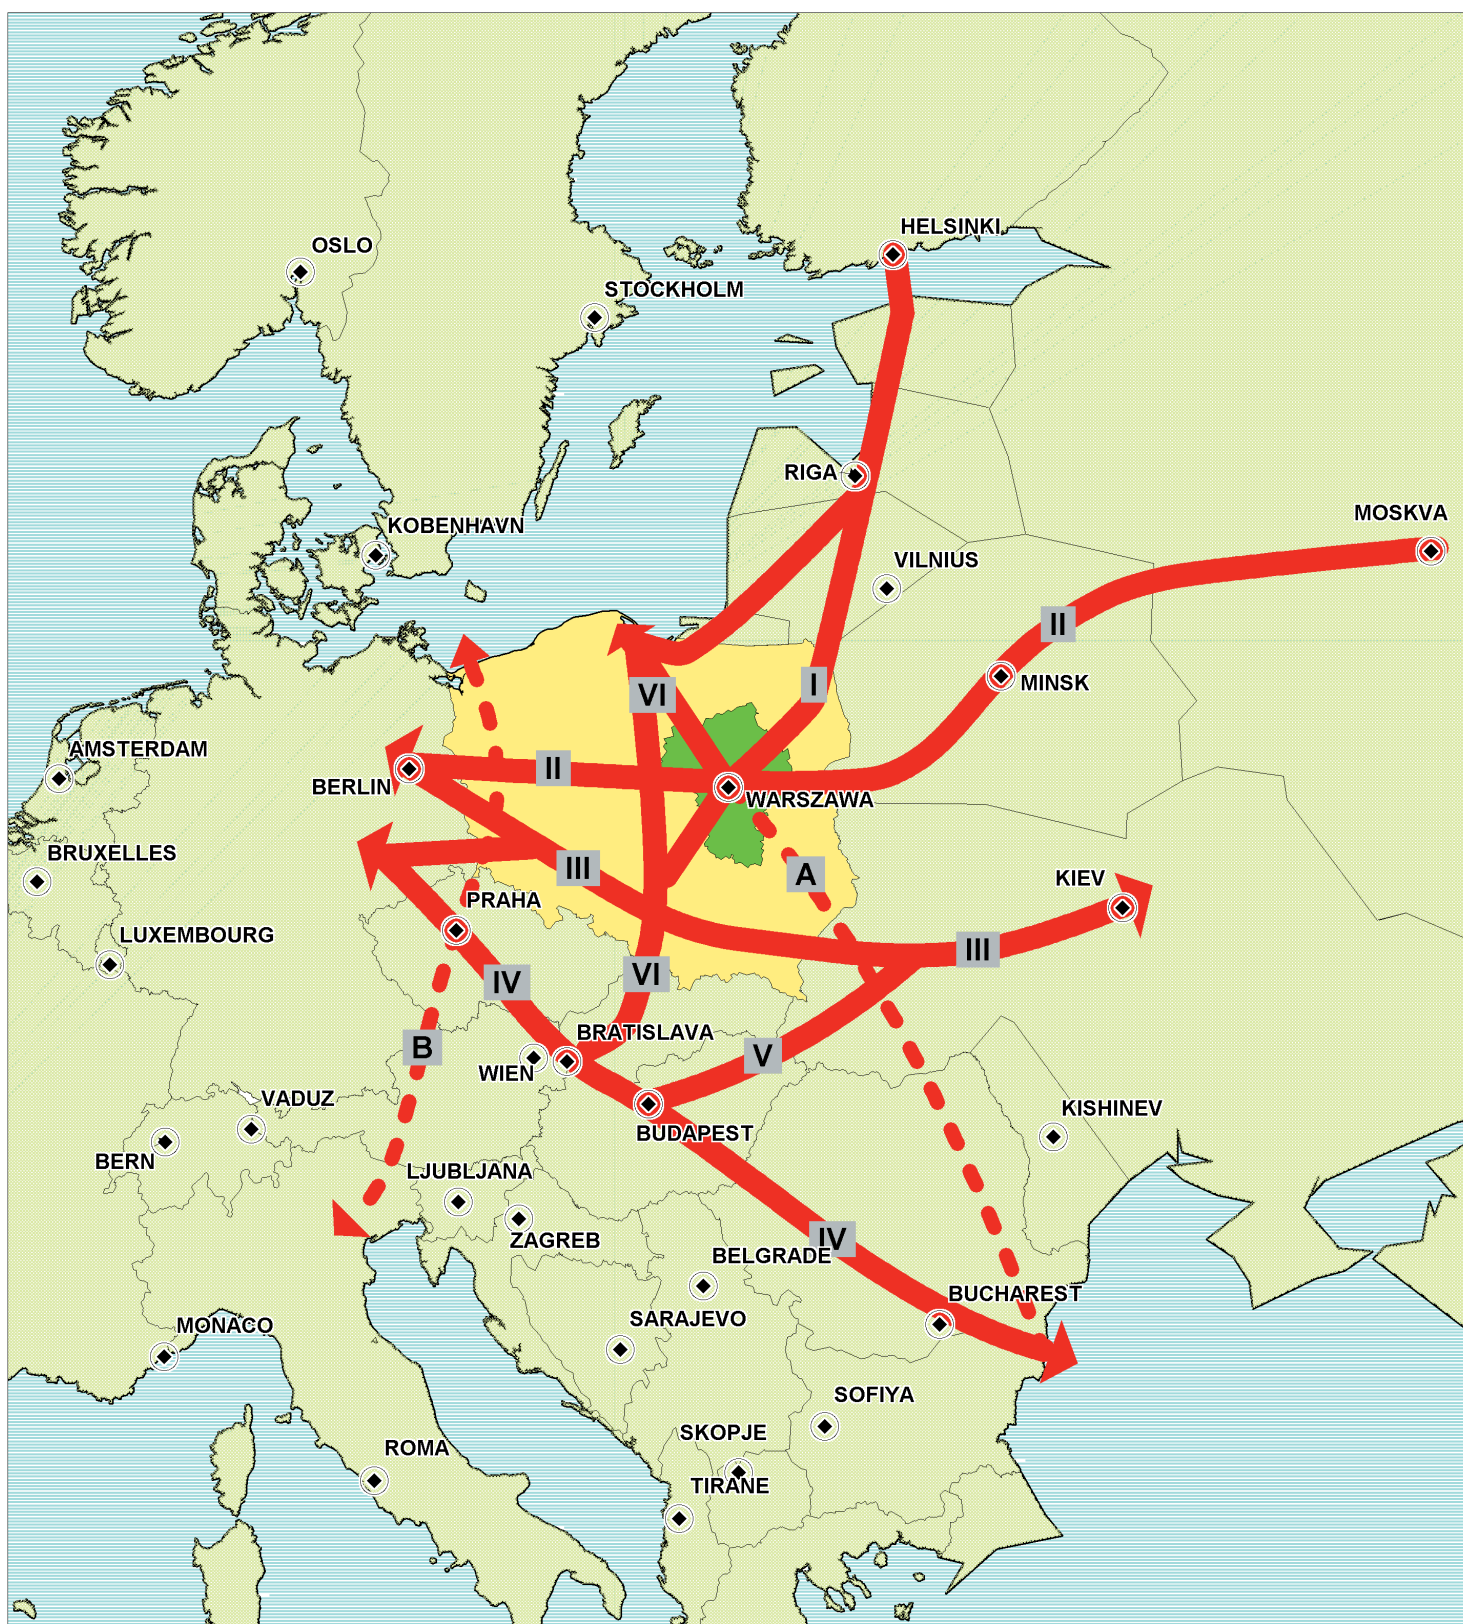 HELSINKI
OSLO
STOCKHOLM
RIGA
MOSKVA
KOBENHAVN
VILNIUS
II
MINSK
I
VI
AMSTERDAM
II
BERLIN
WARSZAWA
BRUXELLES
III
A
KIEV
PRAHA
LUXEMBOURG
III
VI
IV
BRATISLAVA
B
V
WIEN
VADUZ
KISHINEV
BUDAPEST
BERN
LJUBLJANA
ZAGREB
IV
BELGRADE
BUCHAREST
SARAJEVO
MONACO
SOFIYA
SKOPJE
ROMA
TIRANE